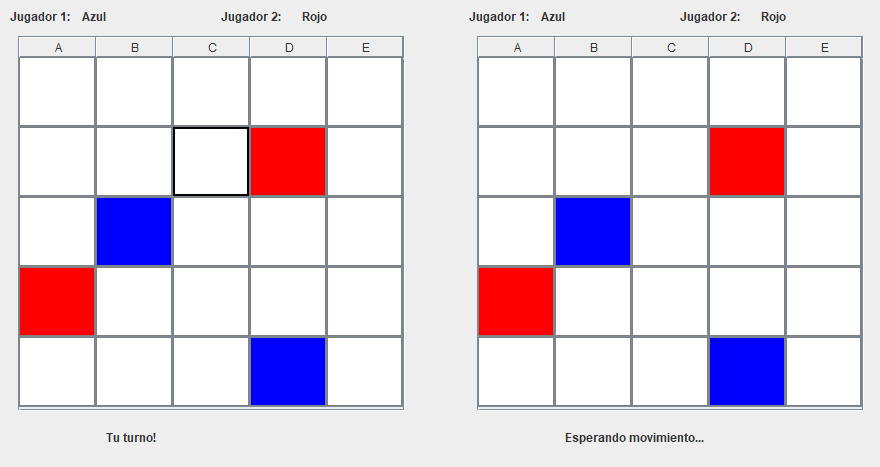 Jugador 1: Azul Jugador 2: Rojo
A B C D E
Tu turno!
Jugador 1: Azul Jugador 2: Rojo
A B C D E
Esperando movimiento...